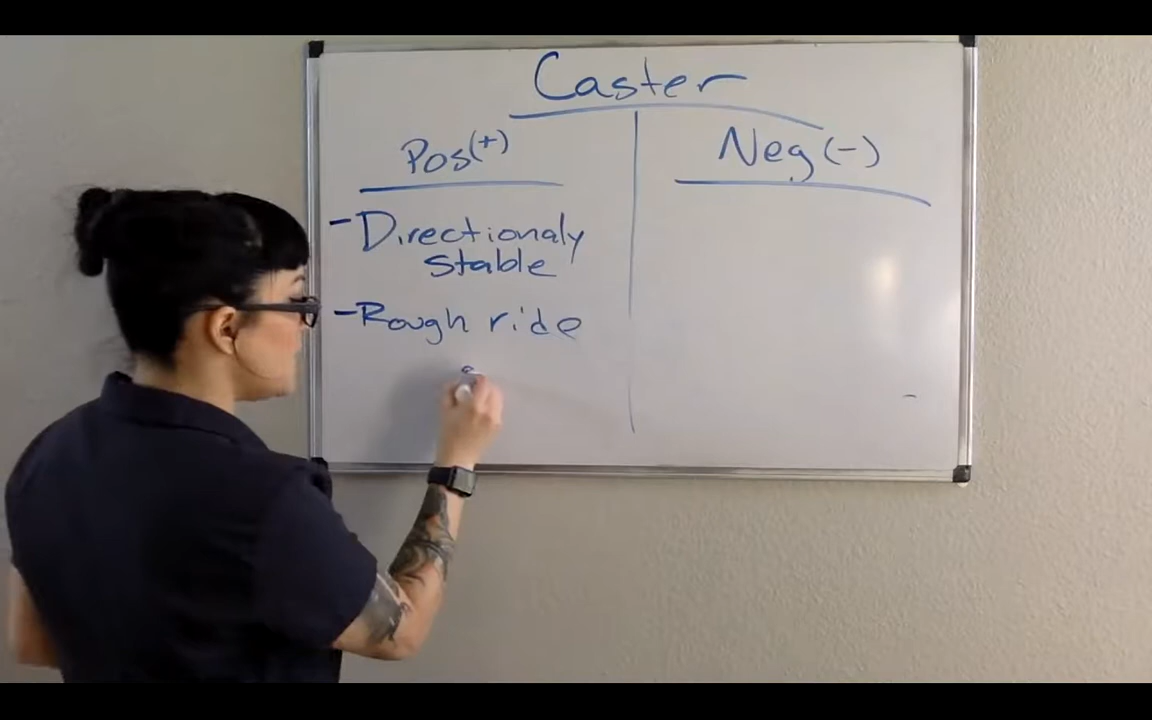 Caster
Pos(+)
Neg(-)
-Directionaly
stable
-Rough ride